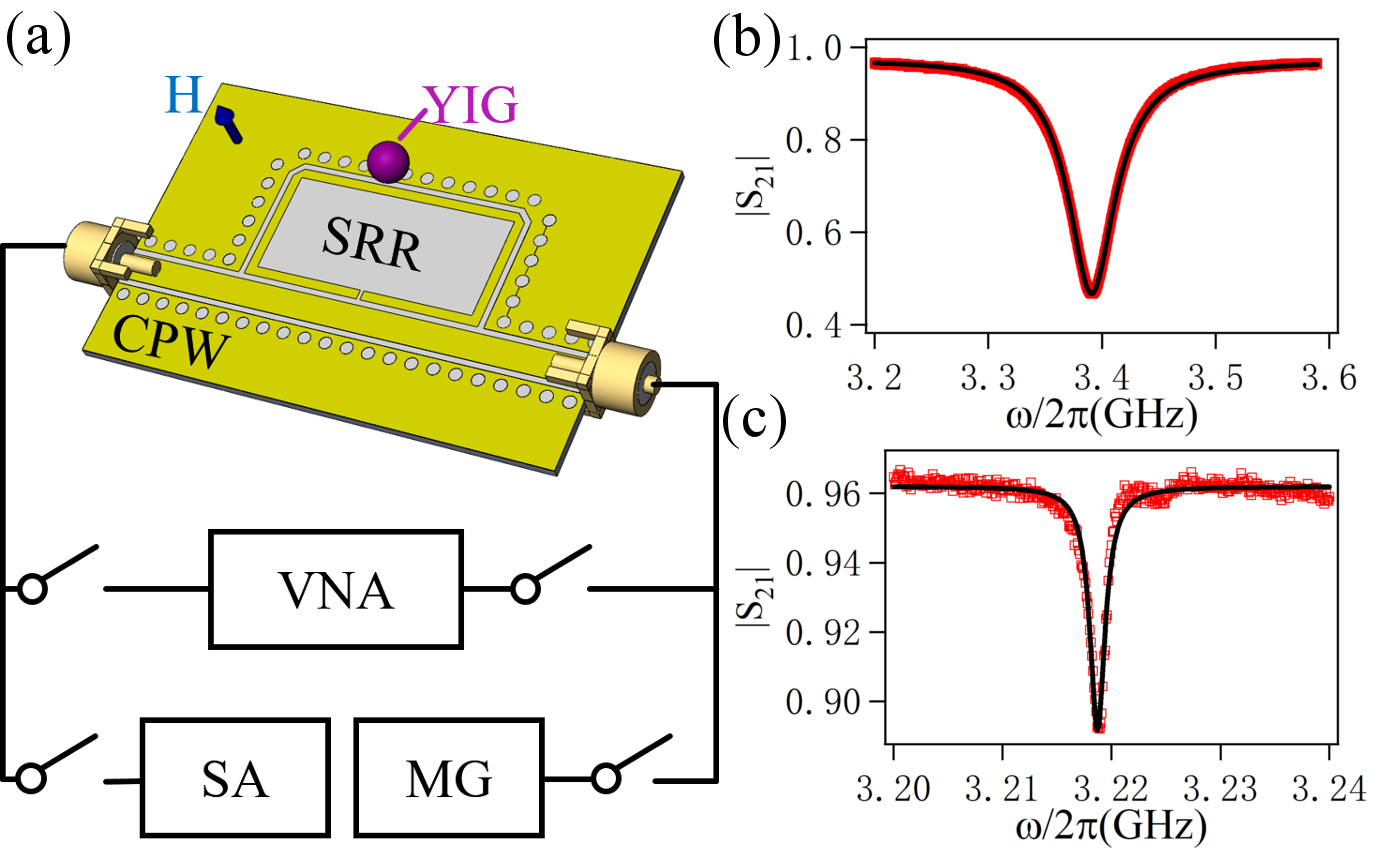 (a)
H
YIG
SRR
CPW
VNA
SA
MG
(b)
|S21|
1.0
0.8
0.6
0.4
3.2
3.3
3.4
3.5
3.6
ω/2π(GHz)
(c)
|S21|
0.96
0.94
0.92
0.90
3.20
3.21
3.22
3.23
3.24
ω/2π(GHz)